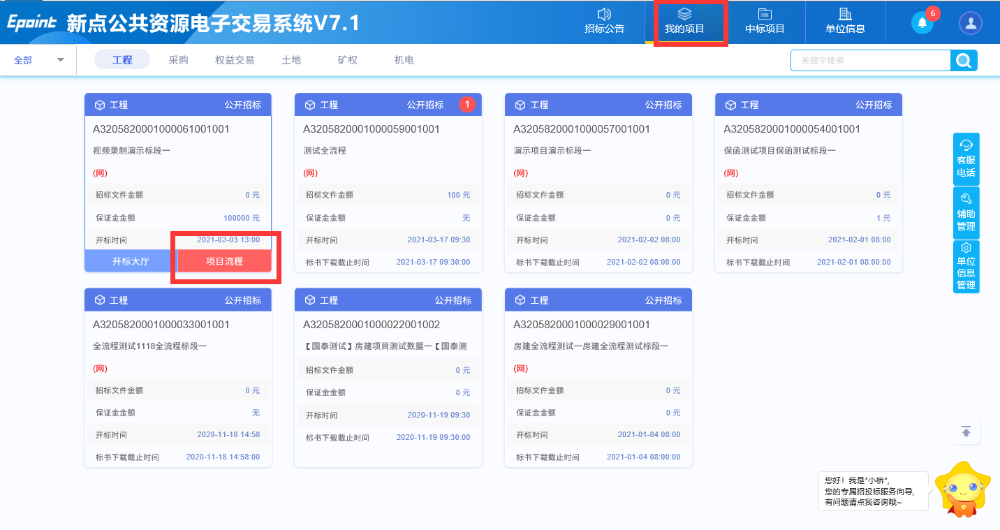 Epoint 新点公共资源电子交易系统V7.1
招标公告
我的项目
中标项目
单位信息
6
全部
工程
采购
权益交易
土地
矿权
机电
关键字搜索
工程 公开招标
A3205820001000061001001
视频录制演示标段一
(网)
招标文件金额 0 元
保证金金额 100000 元
开标时间 2021-02-03 13:00
开标大厅 项目流程
工程 公开招标 1
A3205820001000059001001
测试全流程
(网)
招标文件金额 100 元
保证金金额 无
开标时间 2021-03-17 09:30
标书下载截止时间 2021-03-17 09:30:00
工程 公开招标
A3205820001000057001001
演示项目演示标段一
(网)
招标文件金额 0 元
保证金金额 0 元
开标时间 2021-02-02 08:00
标书下载截止时间 2021-02-02 08:00:00
工程 公开招标
A3205820001000054001001
保函测试项目保函测试标段一
(网)
招标文件金额 0 元
保证金金额 1 元
开标时间 2021-02-01 08:00
标书下载截止时间 2021-02-01 08:00:00
工程 公开招标
A3205820001000033001001
全流程测试1118全流程标段一
(网)
招标文件金额 0 元
保证金金额 无
开标时间 2020-11-18 14:58
标书下载截止时间 2020-11-18 14:58:00
工程 公开招标
A3205820001000022001002
【国泰测试】房建项目测试数据一【国泰测
招标文件金额 0 元
保证金金额 0 元
开标时间 2020-11-19 09:30
标书下载截止时间 2020-11-19 09:30:00
工程 公开招标
A3205820001000029001001
房建全流程测试一房建全流程测试标段一
(网)
招标文件金额 0 元
保证金金额 0 元
开标时间 2021-01-04 08:00
标书下载截止时间 2021-01-04 08:00:00
客服
电话
辅助
管理
单位
信息
管理
您好！我是"小桥",
您的专属招投标服务向导,
有问题请点我咨询哦~